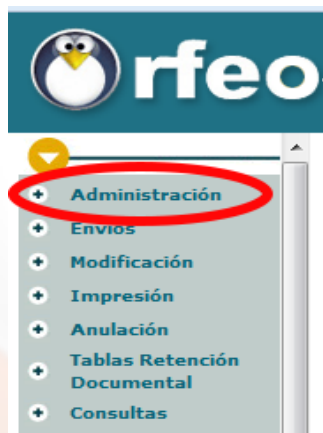 rfeo
Administración
Envíos
Modificación
Impresión
Anulación
Tablas Retención
Documental
Consultas